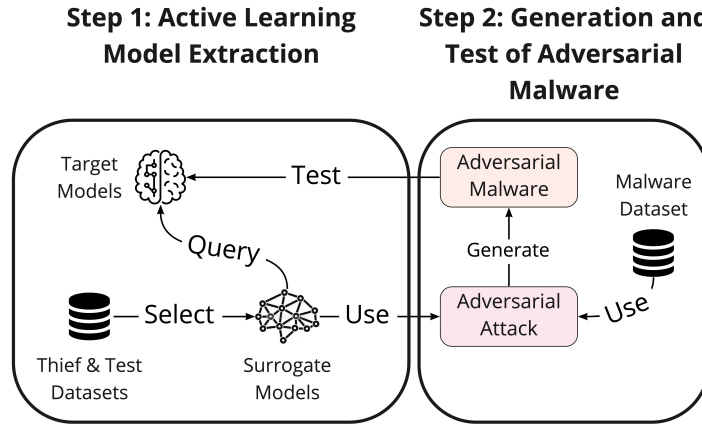 Step 1: Active Learning
Model Extraction
Step 2: Generation and
Test of Adversarial
Malware
Target
Models
Test
Adversarial
Malware
Malware
Dataset
Query
Generate
Select
Use
Adversarial
Attack
Use
Thief & Test
Datasets
Surrogate
Models